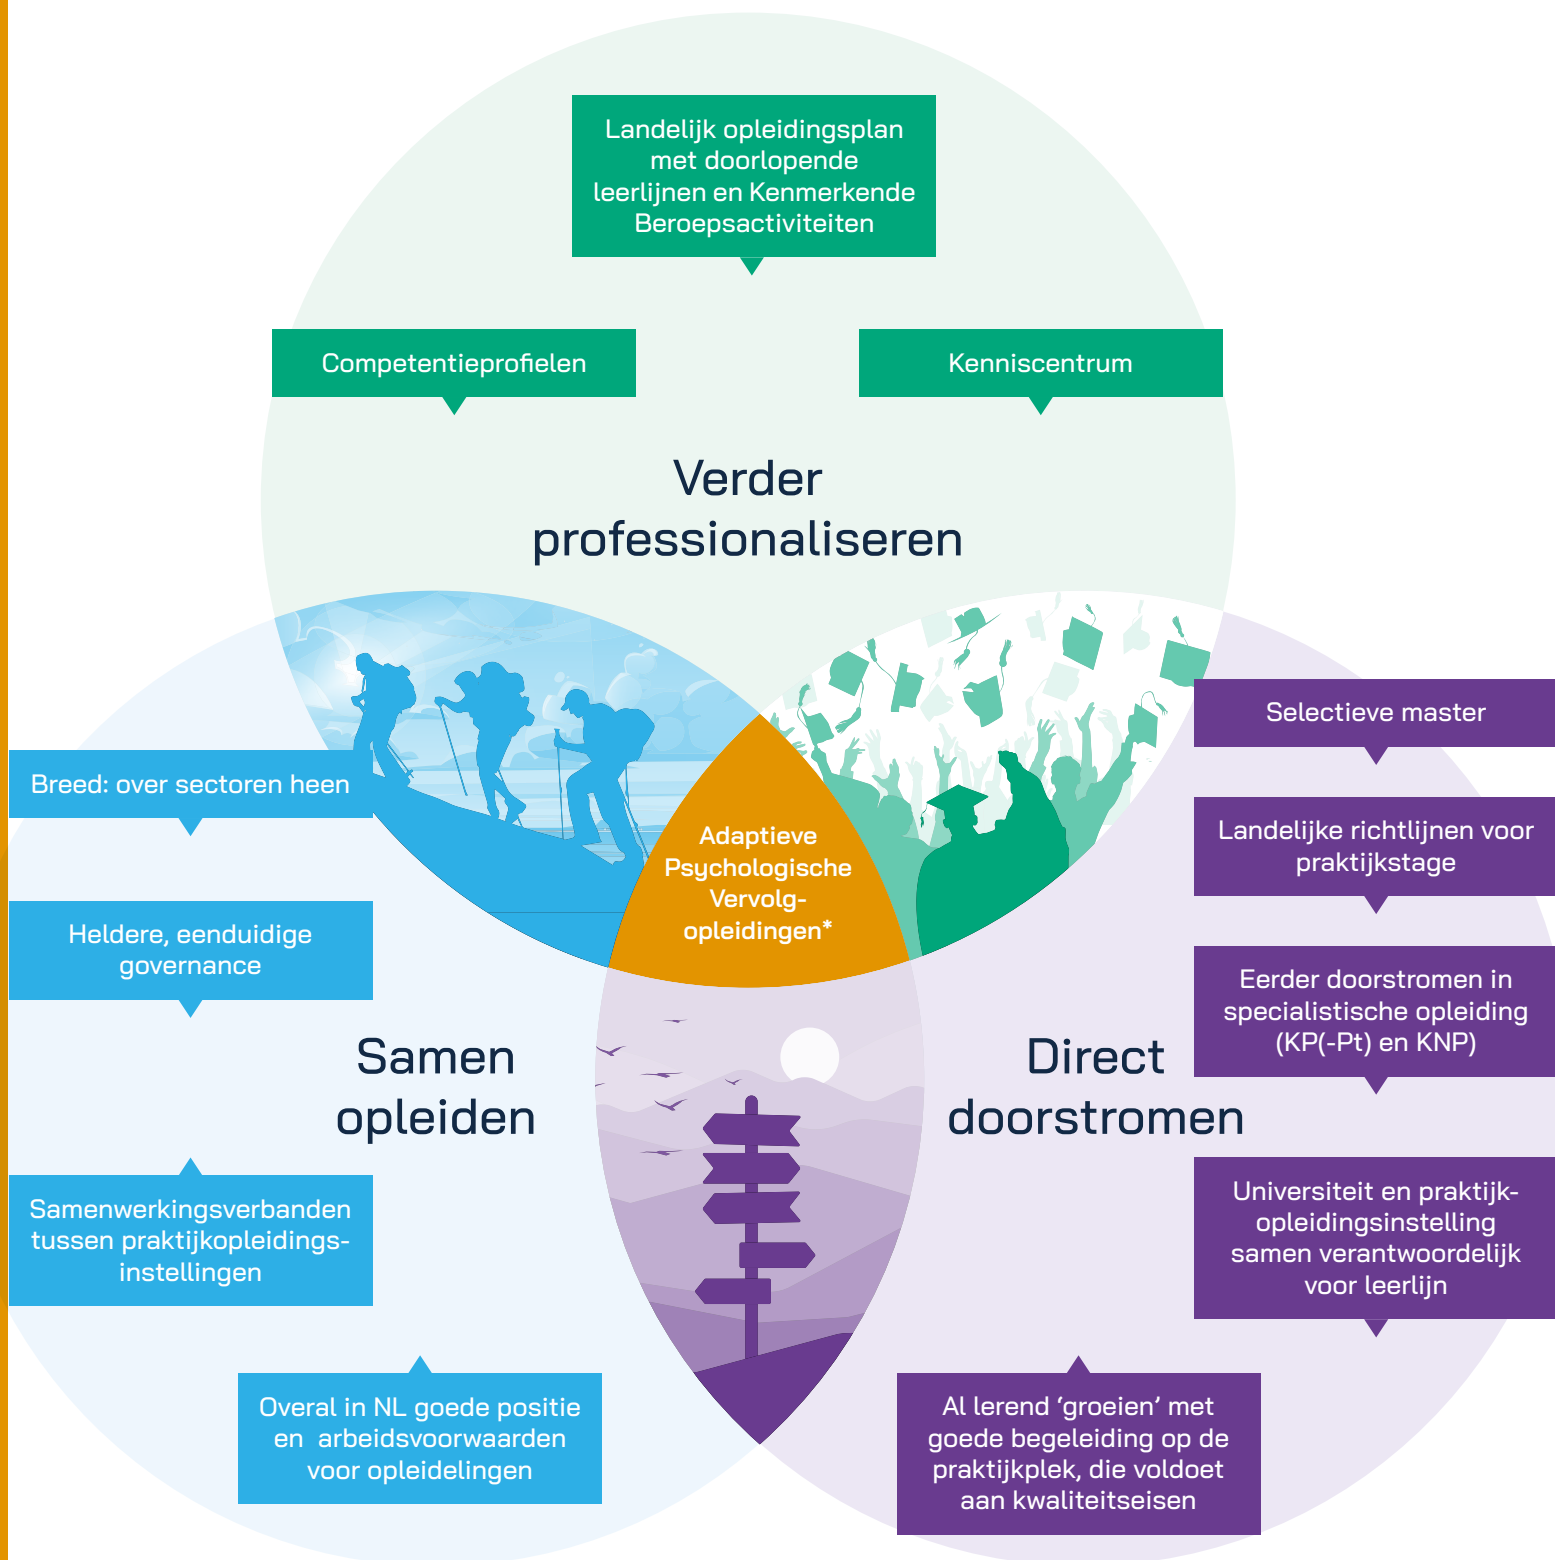 Landelijk opleidingsplan
met doorlopende
leerlijnen en Kenmerkende
Beroepsactiviteiten
Competentieprofielen
Kenniscentrum
Verder
professionaliseren
Breed: over sectoren heen
Heldere, eenduidige
governance
Samen
opleiden
Samenwerkingsverbanden
tussen praktijkopleidings-
instellingen
Overal in NL goede positie
en arbeidsvoorwaarden
voor opleidelingen
Adaptieve
Psychologische
Vervolg-
opleidingen*
Selectieve master
Landelijke richtlijnen voor
praktijkstage
Eerder doorstromen in
specialistische opleiding
(KP(-Pt) en KNP)
Direct
doorstromen
Universiteit en praktijk-
opleidingsinstelling
samen verantwoordelijk
voor leerlijn
Al lerend ‘groeien’ met
goede begeleiding op de
praktijkplek, die voldoet
aan kwaliteitseisen